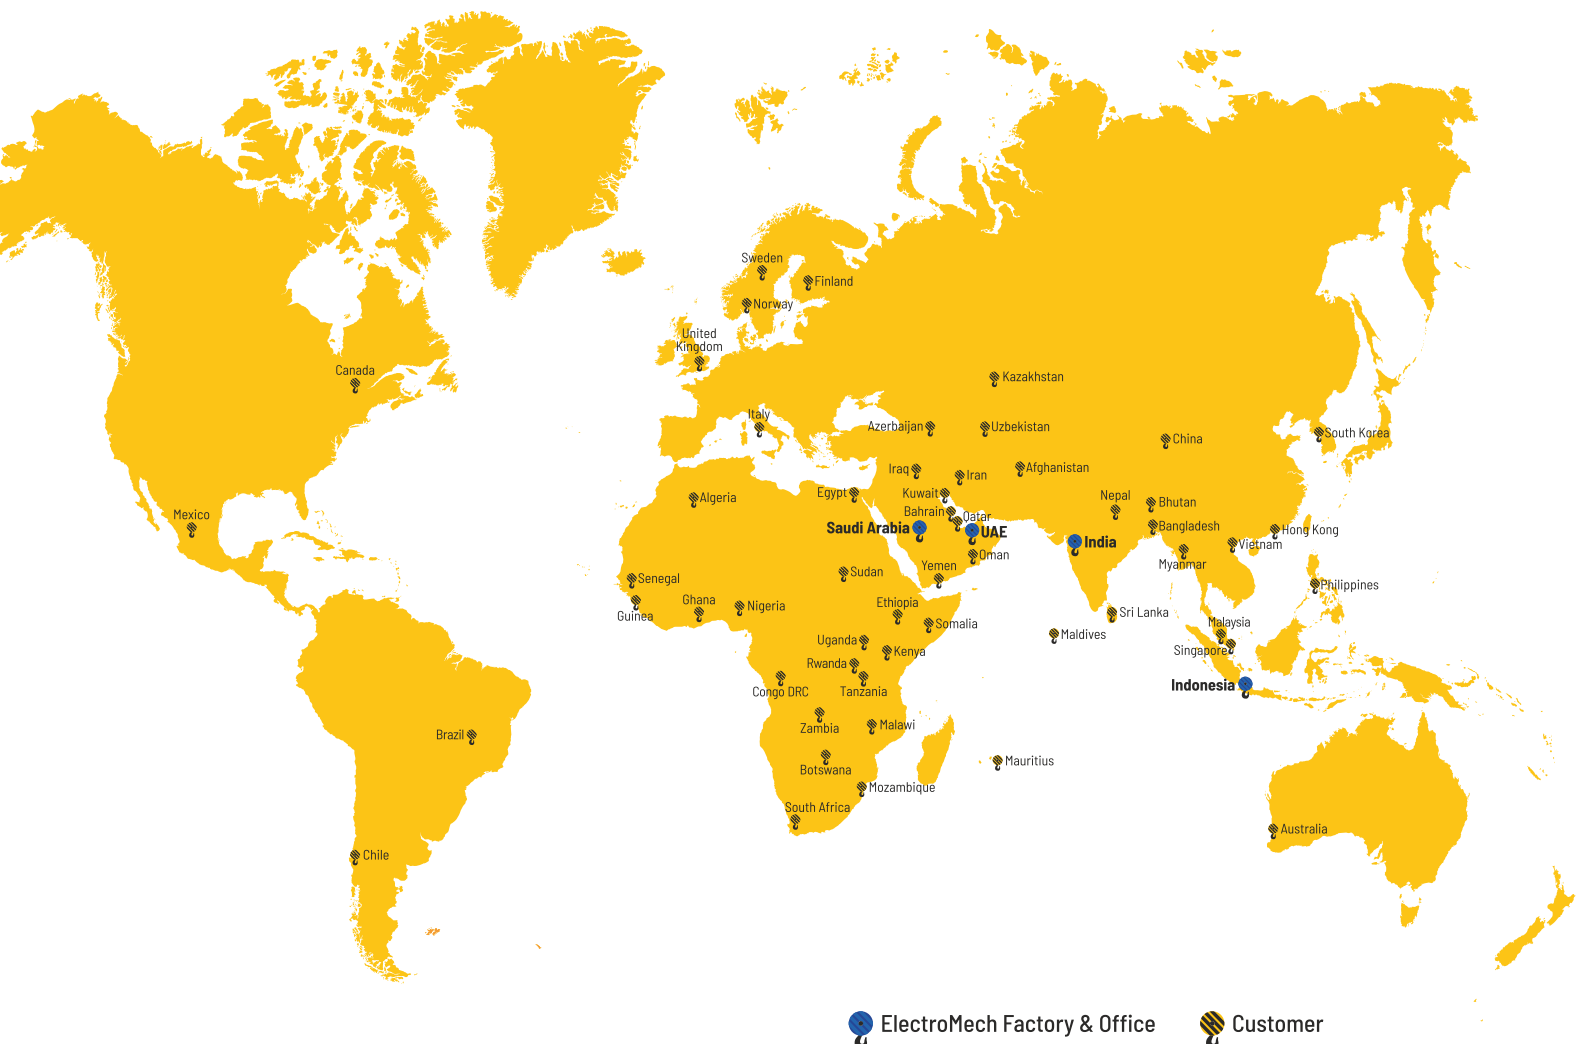 Sweden
Finland
Norway
United
Kingdom
Canada
Kazakhstan
Italy
Azerbaijan
Uzbekistan
South Korea
China
Iraq
Iran
Afghanistan
Algeria
Egypt
Kuwait
Nepal
Bhutan
Mexico
Bahrain
Qatar
Saudi Arabia
UAE
Bangladesh
Hong Kong
India
Vietnam
Oman
Myanmar
Yemen
Sudan
Senegal
Philippines
Ghana
Nigeria
Ethiopia
Guinea
Somalia
Sri Lanka
Malaysia
Maldives
Uganda
Kenya
Singapore
Rwanda
Congo DRC
Tanzania
Indonesia
Zambia
Malawi
Brazil
Mauritius
Botswana
Mozambique
South Africa
Australia
Chile
ElectroMech Factory & Office
Customer